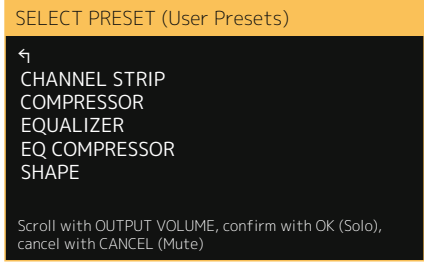 SELECT PRESET (User Presets)
↰
CHANNEL STRIP
COMPRESSOR
EQUALIZER
EQ COMPRESSOR
SHAPE
Scroll with OUTPUT VOLUME, confirm with OK (Solo),
cancel with CANCEL (Mute)